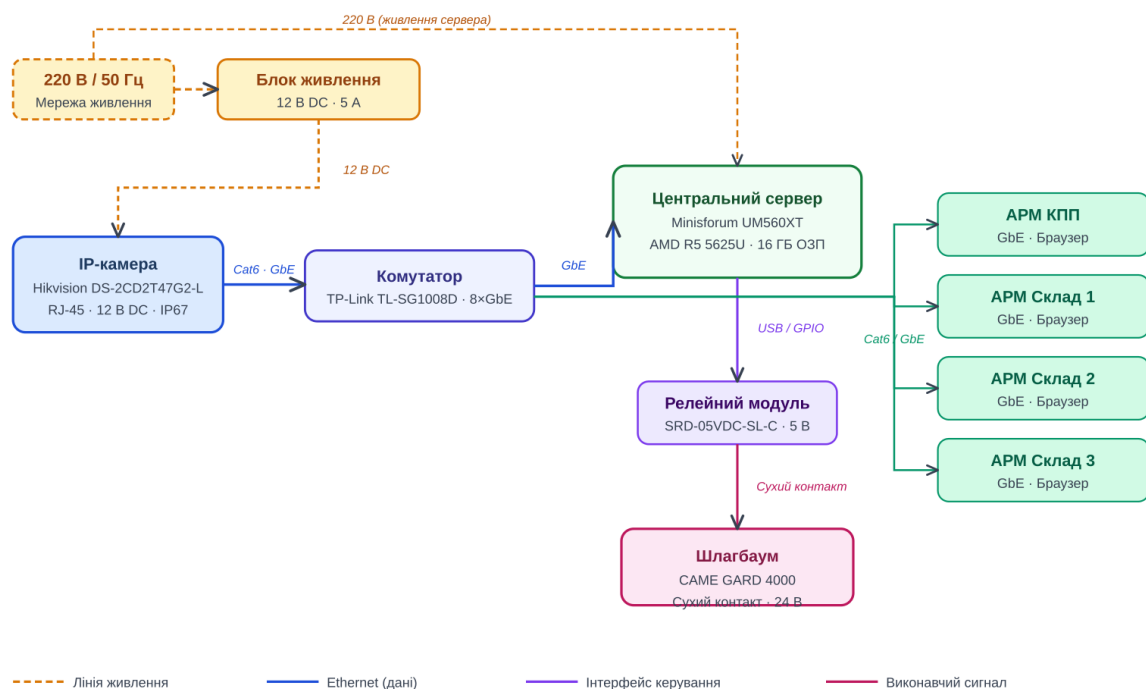 220 В (живлення сервера)
220 В / 50 Гц
Мережа живлення
Блок живлення
12 В DC · 5 А
12 В DC
IP-камера
Hikvision DS-2CD2T47G2-L
RJ-45 · 12 В DC · IP67
Cat6 · GbE
Комутатор
TP-Link TL-SG1008D · 8×GbE
GbE
Центральний сервер
Minisforum UM560XT
AMD R5 5625U · 16 ГБ ОЗП
USB / GPIO
Cat6 / GbE
АРМ КПП
GbE · Браузер
АРМ Склад 1
GbE · Браузер
АРМ Склад 2
GbE · Браузер
АРМ Склад 3
GbE · Браузер
Релейний модуль
SRD-05VDC-SL-C · 5 В
Сухий контакт
Шлагбаум
CAME GARD 4000
Сухий контакт · 24 В
Лінія живлення
Ethernet (дані)
Інтерфейс керування
Виконавчий сигнал